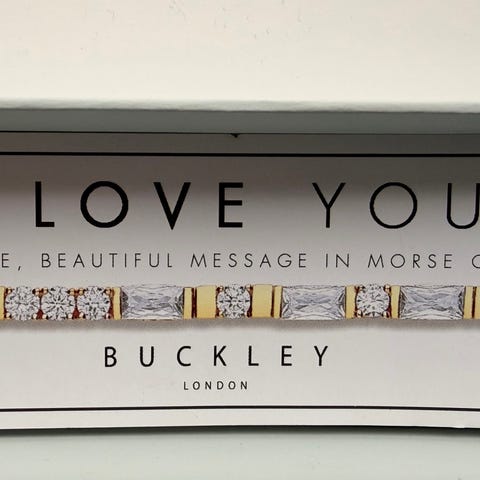 LOVE YOU
E, BEAUTIFUL MESSAGE IN MORSE
BUCKLEY
LONDON